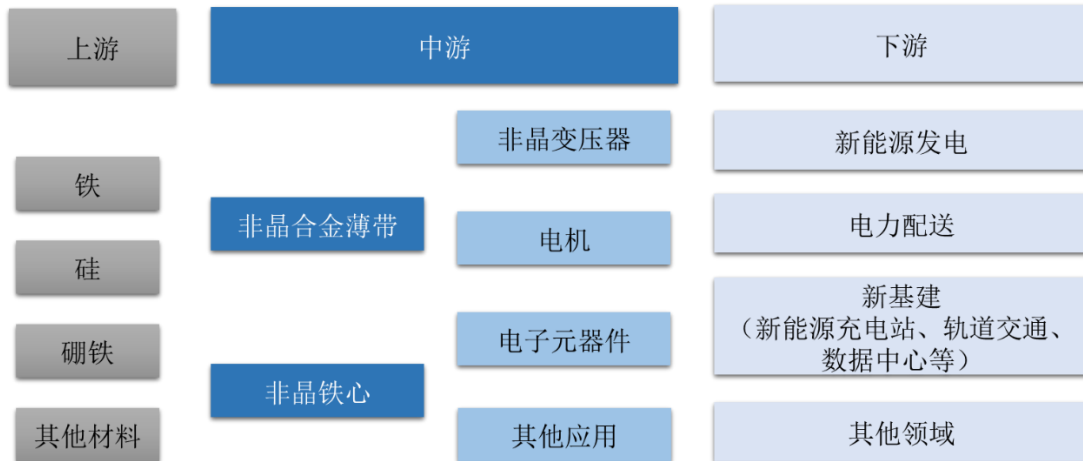 上游
中游
下游
铁
硅
硼铁
其他材料
非晶合金薄带
非晶铁心
非晶变压器
电机
电子元器件
其他应用
新能源发电
电力配送
新基建
（新能源充电站、轨道交通、
数据中心等）
其他领域